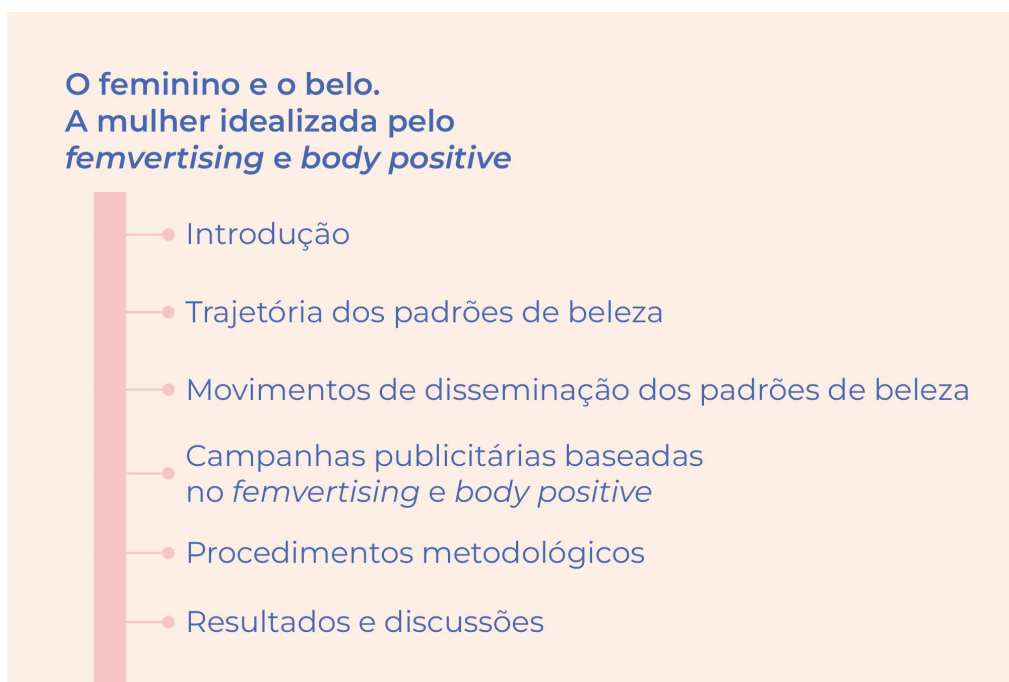 O feminino e o belo.
A mulher idealizada pelo
femvertising e body positive
Introdução
Trajetória dos padrões de beleza
Movimentos de disseminação dos padrões de beleza
Campanhas publicitárias baseadas
no femvertising e body positive
Procedimentos metodológicos
Resultados e discussões